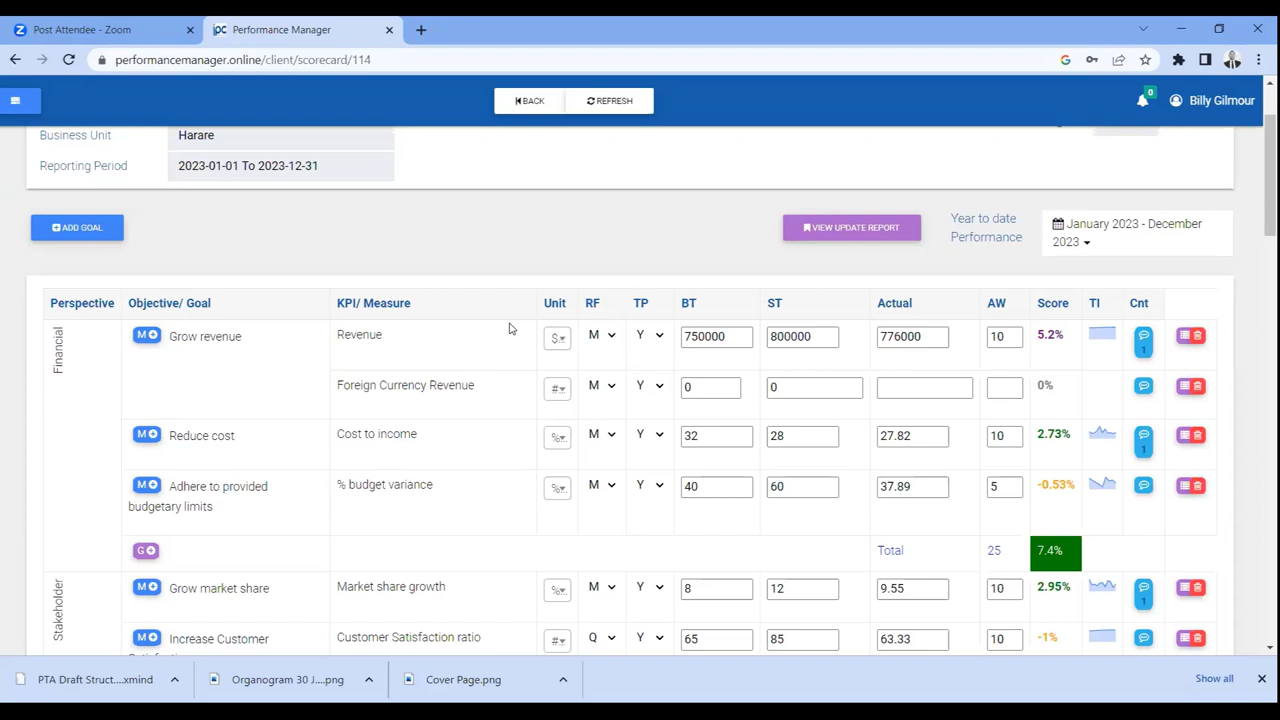 Post Attendee - Zoom
Performance Manager
performancemanager.online/client/scorecard/114
BACK
REFRESH
0
Billy Gilmour
Business Unit
Harare
Reporting Period
2023-01-01 To 2023-12-31
ADD GOAL
VIEW UPDATE REPORT
Year to date
Performance
January 2023 - December
2023
Perspective Objective/ Goal KPI/ Measure Unit RF TP BT ST Actual AW Score TI Cnt
Financial
M Grow revenue Revenue $ M Y 750000 800000 776000 10 5.2% 1
Foreign Currency Revenue # M Y 0 0 0%
M Reduce cost Cost to income % M Y 32 28 27.82 10 2.73% 1
M Adhere to provided
budgetary limits
% budget variance % M Y 40 60 37.89 5 -0.53%
G Total 25 7.4%
Stakeholder
M Grow market share Market share growth % M Y 8 12 9.55 10 2.95% 1
M Increase Customer Customer Satisfaction ratio # Q Y 65 85 63.33 10 -1%
PTA Draft Struct....xmind
Organogram 30 J....png
Cover Page.png
Show all